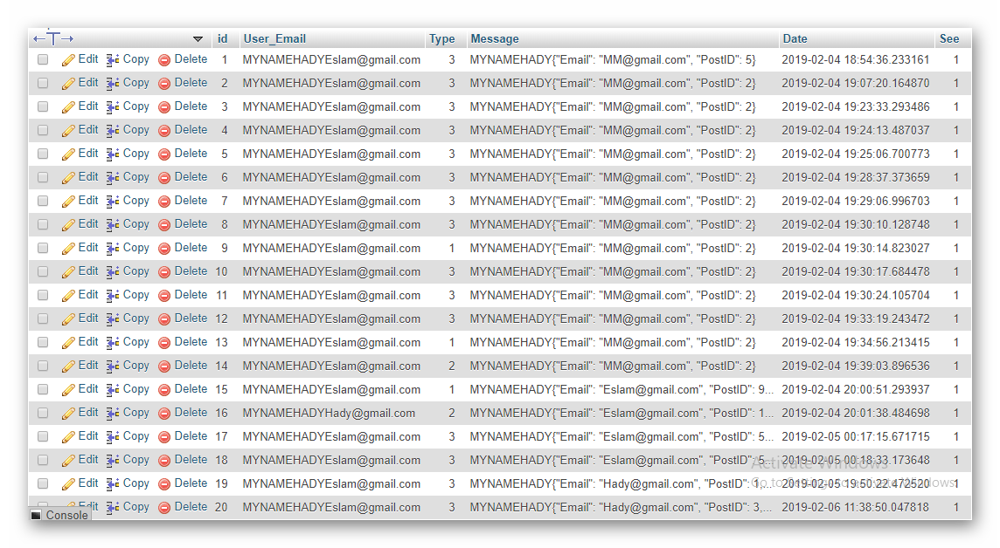 id User_Email Type Message Date See
Edit Copy Delete 1 MYNAMEHADYEslam@gmail.com 3 MYNAMEHADY{"Email": "MM@gmail.com", "PostID": 5} 2019-02-04 18:54:36.233161 1
Edit Copy Delete 2 MYNAMEHADYEslam@gmail.com 3 MYNAMEHADY{"Email": "MM@gmail.com", "PostID": 2} 2019-02-04 19:07:20.164870 1
Edit Copy Delete 3 MYNAMEHADYEslam@gmail.com 3 MYNAMEHADY{"Email": "MM@gmail.com", "PostID": 2} 2019-02-04 19:23:33.293486 1
Edit Copy Delete 4 MYNAMEHADYEslam@gmail.com 3 MYNAMEHADY{"Email": "MM@gmail.com", "PostID": 2} 2019-02-04 19:24:13.487037 1
Edit Copy Delete 5 MYNAMEHADYEslam@gmail.com 3 MYNAMEHADY{"Email": "MM@gmail.com", "PostID": 2} 2019-02-04 19:25:06.700773 1
Edit Copy Delete 6 MYNAMEHADYEslam@gmail.com 3 MYNAMEHADY{"Email": "MM@gmail.com", "PostID": 2} 2019-02-04 19:28:37.373659 1
Edit Copy Delete 7 MYNAMEHADYEslam@gmail.com 3 MYNAMEHADY{"Email": "MM@gmail.com", "PostID": 2} 2019-02-04 19:29:06.996703 1
Edit Copy Delete 8 MYNAMEHADYEslam@gmail.com 3 MYNAMEHADY{"Email": "MM@gmail.com", "PostID": 2} 2019-02-04 19:30:10.128748 1
Edit Copy Delete 9 MYNAMEHADYEslam@gmail.com 1 MYNAMEHADY{"Email": "MM@gmail.com", "PostID": 2} 2019-02-04 19:30:14.823027 1
Edit Copy Delete 10 MYNAMEHADYEslam@gmail.com 3 MYNAMEHADY{"Email": "MM@gmail.com", "PostID": 2} 2019-02-04 19:30:17.684478 1
Edit Copy Delete 11 MYNAMEHADYEslam@gmail.com 3 MYNAMEHADY{"Email": "MM@gmail.com", "PostID": 2} 2019-02-04 19:30:24.105704 1
Edit Copy Delete 12 MYNAMEHADYEslam@gmail.com 3 MYNAMEHADY{"Email": "MM@gmail.com", "PostID": 2} 2019-02-04 19:33:19.243472 1
Edit Copy Delete 13 MYNAMEHADYEslam@gmail.com 1 MYNAMEHADY{"Email": "MM@gmail.com", "PostID": 2} 2019-02-04 19:34:56.213415 1
Edit Copy Delete 14 MYNAMEHADYEslam@gmail.com 2 MYNAMEHADY{"Email": "MM@gmail.com", "PostID": 2} 2019-02-04 19:39:03.896536 1
Edit Copy Delete 15 MYNAMEHADYEslam@gmail.com 1 MYNAMEHADY{"Email": "Eslam@gmail.com", "PostID": 9... 2019-02-04 20:00:51.293937 1
Edit Copy Delete 16 MYNAMEHADYHady@gmail.com 2 MYNAMEHADY{"Email": "Eslam@gmail.com", "PostID": 1... 2019-02-04 20:01:38.484698 1
Edit Copy Delete 17 MYNAMEHADYEslam@gmail.com 3 MYNAMEHADY{"Email": "Eslam@gmail.com", "PostID": 5... 2019-02-05 00:17:15.671715 1
Edit Copy Delete 18 MYNAMEHADYEslam@gmail.com 3 MYNAMEHADY{"Email": "Eslam@gmail.com", "PostID": 5... 2019-02-05 00:18:33.173648 1
Activate Windows
Edit Copy Delete 19 MYNAMEHADYEslam@gmail.com 3 MYNAMEHADY{"Email": "Hady@gmail.com", "PostID": 2019-02-05 19:50:22.472520 1
Go to Settings to activate Windows.
Edit Copy Delete 20 MYNAMEHADYEslam@gmail.com 3 MYNAMEHADY{"Email": "Hady@gmail.com", "PostID": 3,... 2019-02-06 11:38:50.047818 1
Console